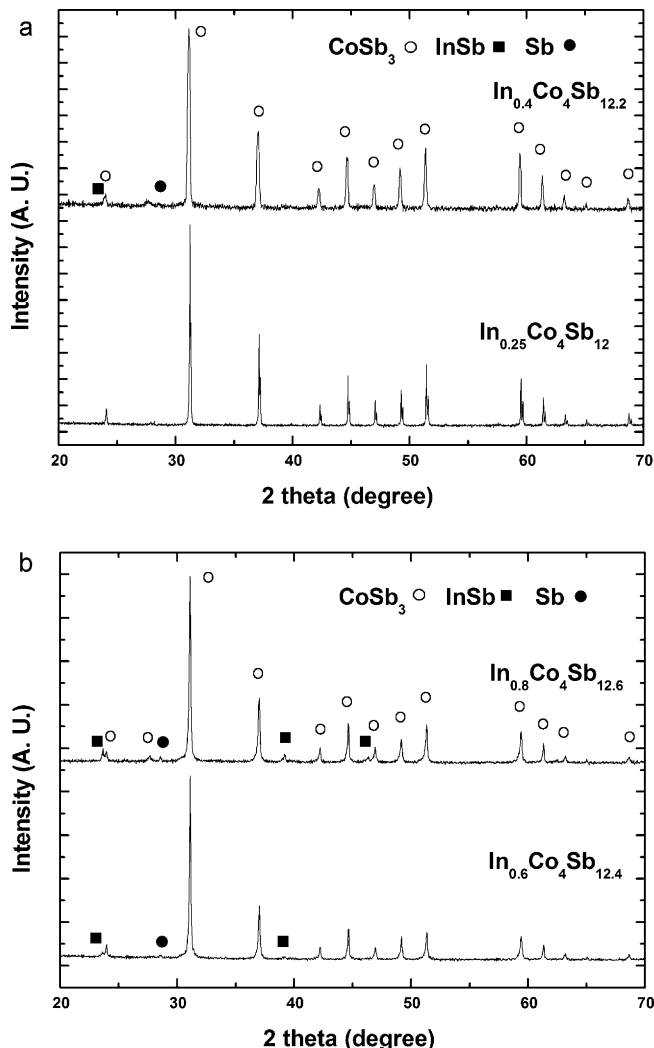 a
CoSb3 InSb Sb
In0.4Co4Sb12.2
In0.25Co4Sb12
Intensity (A. U.)
20 30 40 50 60 70
2 theta (degree)
b
CoSb3 InSb Sb
In0.8Co4Sb12.6
In0.6Co4Sb12.4
Intensity (A. U.)
20 30 40 50 60 70
2 theta (degree)